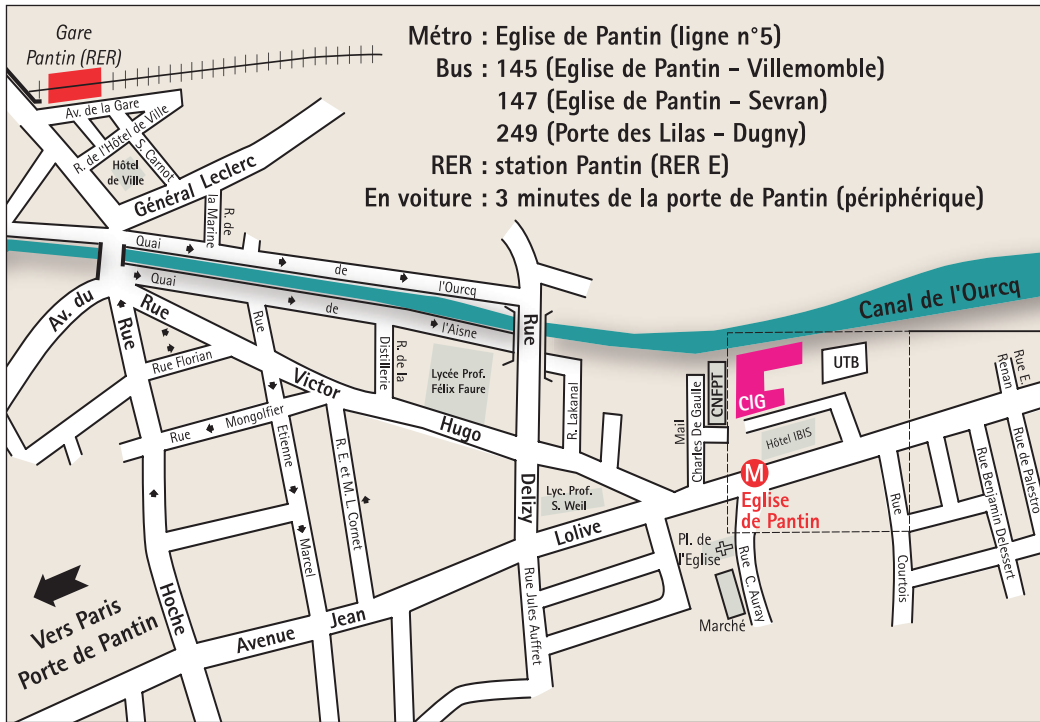 Gare
Pantin (RER)
Métro : Eglise de Pantin (ligne n°5)
Bus : 145 (Eglise de Pantin – Villemomble)
147 (Eglise de Pantin – Sevran)
249 (Porte des Lilas – Dugny)
RER : station Pantin (RER E)
En voiture : 3 minutes de la porte de Pantin (périphérique)
Av. de la Gare
R. de l'Hôtel de Ville
S. Carnot
Hôtel
de Ville
Général Leclerc
R. de
la Marine
Quai de l'Ourcq
Quai de l'Aisne
Canal de l'Ourcq
Av. du
Rue
Rue Victor Hugo
Rue
Rue Florian
R. de la
Distillerie
Lycée Prof.
Félix Faure
Rue
Delizy
R. Lakanal
Mail
Charles De Gaulle
CNFPT
CIG
UTB
Hôtel IBIS
Rue E.
Renan
Rue de Palestro
Rue Benjamin Delessert
Rue Mongolfier
Etienne
Marcel
R. E. et M. L. Cornet
Lyc. Prof.
S. Weil
M
Eglise
de Pantin
Pl. de
l'Eglise
Rue C. Auray
Marché
Rue
Courtois
Hoche
Avenue Jean Lolive
Rue Jules Auffret
Vers Paris
Porte de Pantin